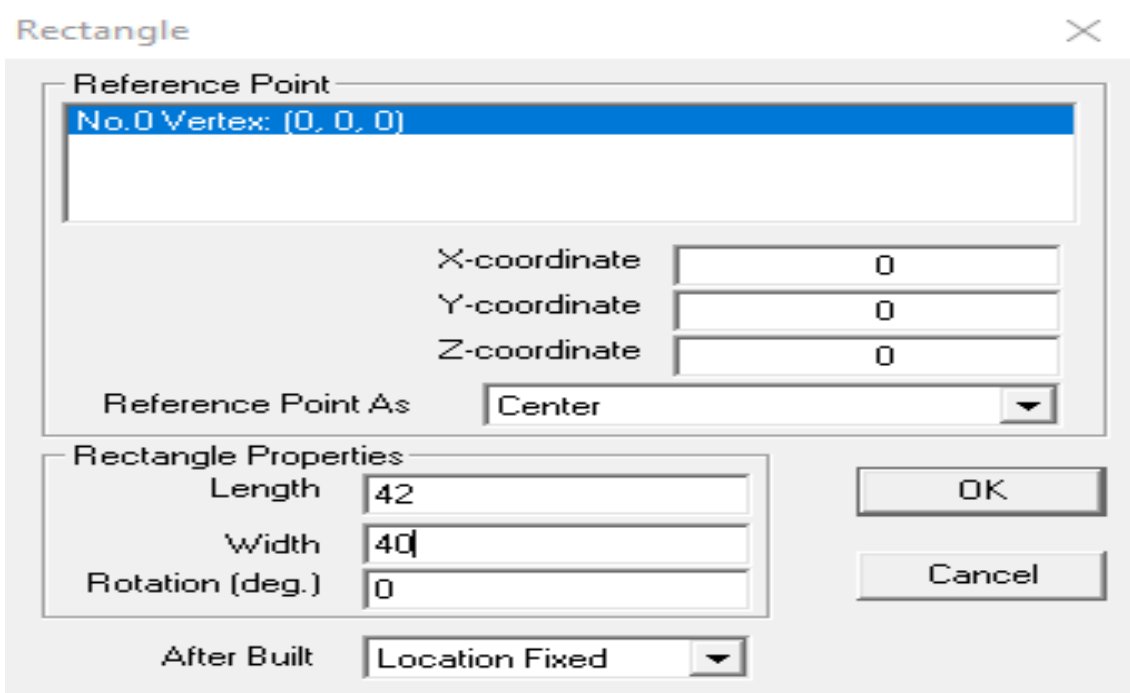 Rectangle
Reference Point
No.0 Vertex: (0, 0, 0)
X-coordinate 0
Y-coordinate 0
Z-coordinate 0
Reference Point As Center
Rectangle Properties
Length 42
OK
Width 40
Rotation (deg.) 0
Cancel
After Built Location Fixed